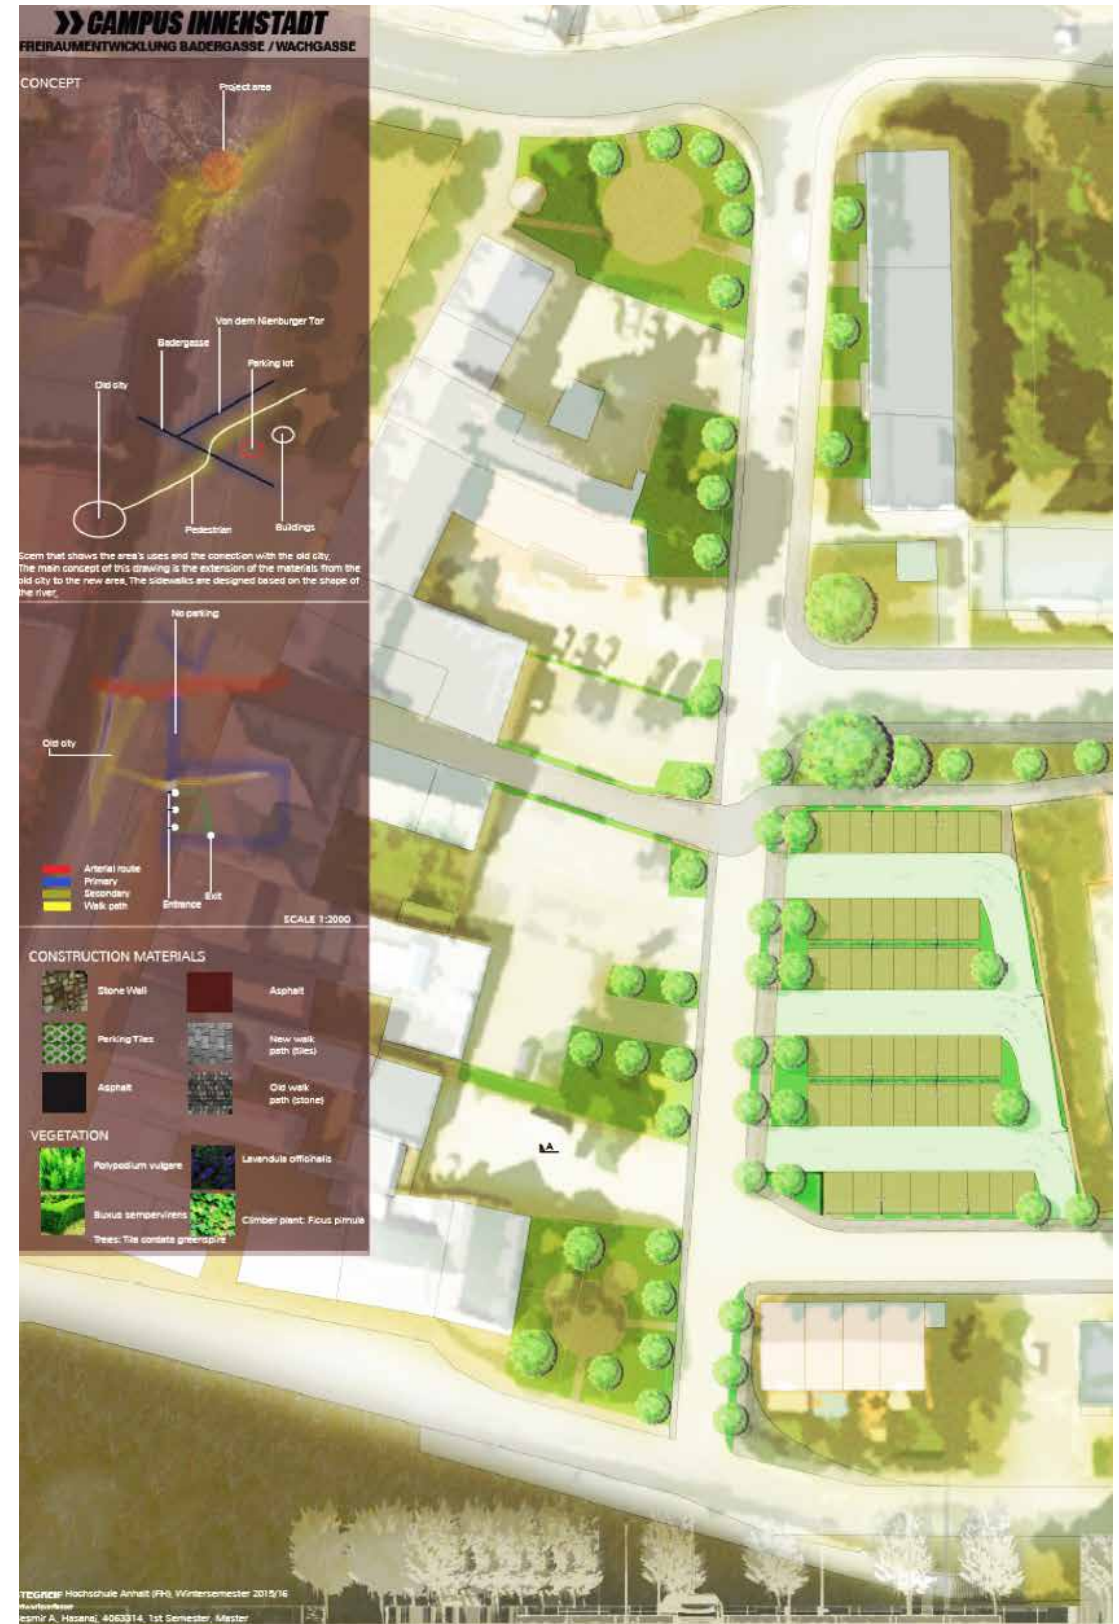 CAMPUS INNENSTADT
FREIRAUMENTWICKLUNG BADERGASSE / WACHGASSE
CONCEPT
Project area
Von dem Nienburger Tor
Badergasse
Parking lot
Old city
Pedestrian
Buildings
Scem that shows the area's uses and the conection with the old city.
The main concept of this drawing is the extension of the materials from the
old city to the new area. The sidewalks are designed based on the shape of
the river.
No parking
Old city
Arterial route
Primary
Secondary
Walk path
Entrance
Exit
SCALE 1:2000
CONSTRUCTION MATERIALS
Stone Wall
Asphalt
Parking Tiles
New walk
path (tiles)
Asphalt
Old walk
path (stone)
VEGETATION
Polypodium vulgare
Lavandula officinalis
Buxus sempervirens
Climber plant: Ficus pimula
Trees: Tila cordata greenspire
A
STEGREIF Hochschule Anhalt (FH), Wintersemester 2015/16
A. Hasanaj, 4063314, 1st Semester, Master